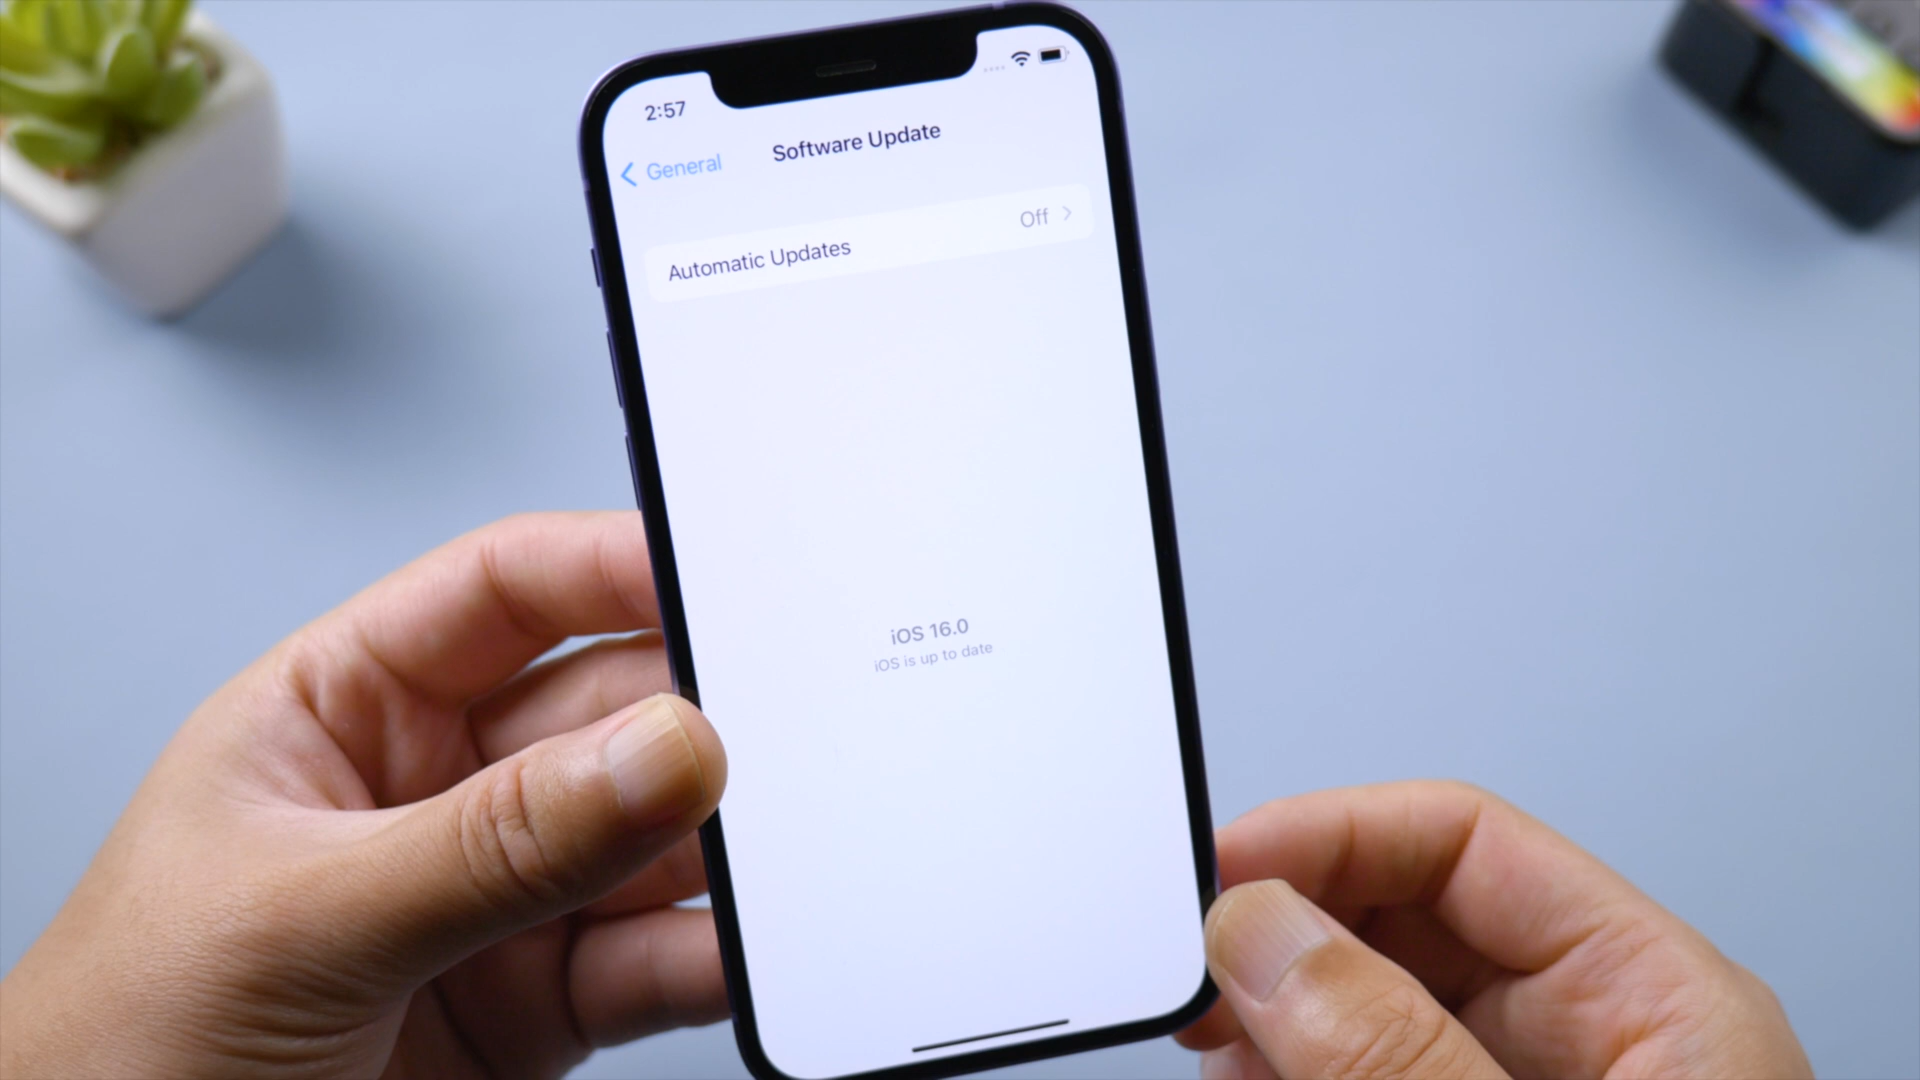 2:57
General
Software Update
Automatic Updates
Off
iOS 16.0
iOS is up to date